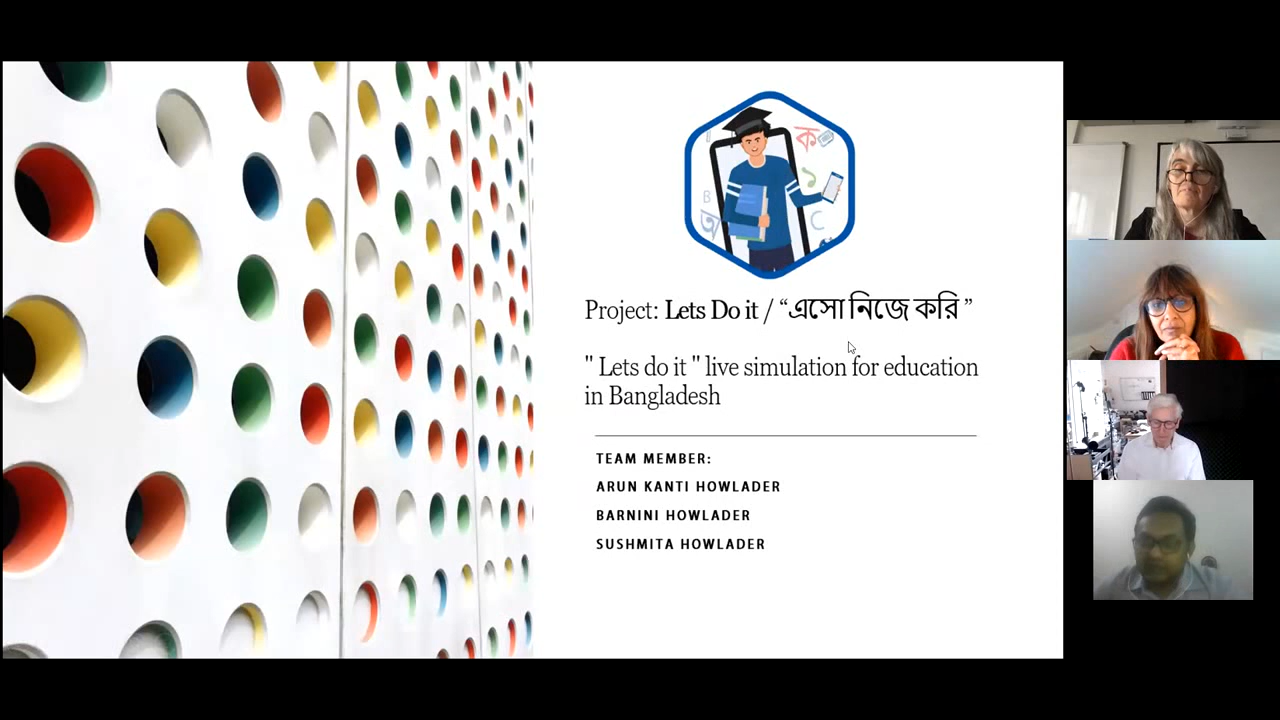 ক
B
অ
C
Project: Lets Do it / “এসো নিজে করি ”
" Lets do it " live simulation for education
in Bangladesh
TEAM MEMBER:
ARUN KANTI HOWLADER
BARNINI HOWLADER
SUSHMITA HOWLADER